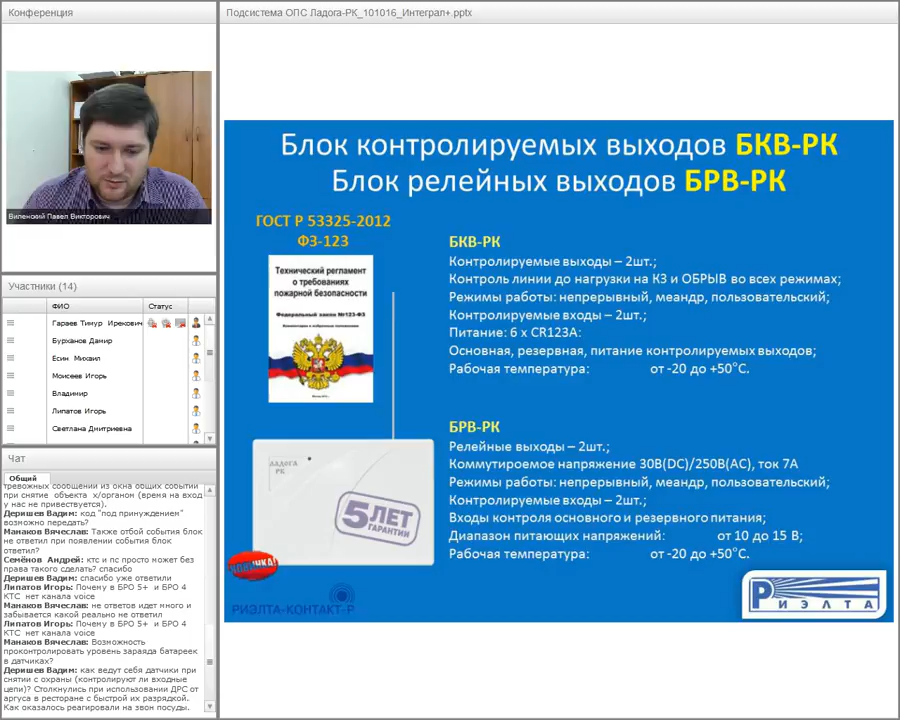 Конференция
Подсистема ОПС Ладога-РК_101016_Интеграл+.pptx
Виленский Павел Викторович
Участники (14)
ФИО
Статус
Гараев Тимур Ирекович
Бурханов Дамир
Есин Михаил
Моисеев Игорь
Владимир
Липатов Игорь
Светлана Дмитриевна
Чат
Общий
тревожных сообщений из окна общих событий
при снятие объекта х/органом (время на вход
у нас не привествуется).
Деришев Вадим: код "под принуждением"
возможно передать?
Манаков Вячеслав: Также отбой события блок
не ответил при появлении события блок
ответил?
Семёнов Андрей: ктс и пс просто может без
права такого сделать? спасибо
Деришев Вадим: спасибо уже ответили
Липатов Игорь: Почему в БРО 5+ и БРО 4
КТС нет канала voice
Манаков Вячеслав: не ответов идет много и
забывается какой реально не ответил
Липатов Игорь: Почему в БРО 5+ и БРО 4
КТС нет канала voice
Манаков Вячеслав: Возможность
проконтролировать уровень зараяда батареек
в датчиках?
Деришев Вадим: как ведут себя датчики при
снятии с охраны (контролируют ли входные
цепи)? Столкнулись при использовании ДРС от
аргуса в ресторане с быстрой их разрядкой.
Как оказалось реагировали на звон посуды.
Блок контролируемых выходов БКВ-РК
Блок релейных выходов БРВ-РК
ГОСТ Р 53325-2012
ФЗ-123
Технический регламент
о требованиях
пожарной безопасности
Федеральный закон №123-ФЗ
БКВ-РК
Контролируемые выходы – 2шт.;
Контроль линии до нагрузки на КЗ и ОБРЫВ во всех режимах;
Режимы работы: непрерывный, меандр, пользовательский;
Контролируемые входы – 2шт.;
Питание: 6 x CR123A:
Основная, резервная, питание контролируемых выходов;
Рабочая температура: от -20 до +50°С.
БРВ-РК
Релейные выходы – 2шт.;
Коммутироемое напряжение 30В(DC)/250В(AC), ток 7А
Режимы работы: непрерывный, меандр, пользовательский;
Контролируемые входы – 2шт.;
Входы контроля основного и резервного питания;
Диапазон питающих напряжений: от 10 до 15 В;
Рабочая температура: от -20 до +50°С.
ЛАДОГА
РК
5 ЛЕТ
ГАРАНТИИ
НОВИЧКА!
РИЭЛТА-КОНТАКТ-Р
РИЭЛТА